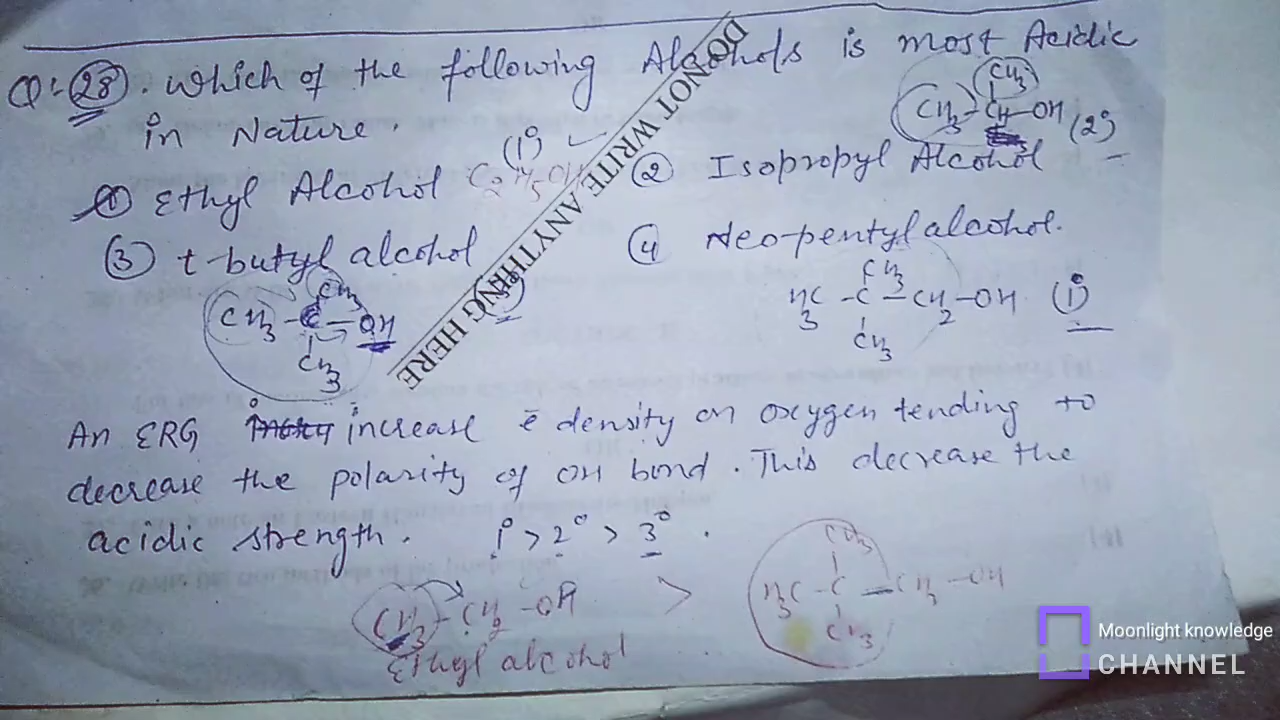 Q:- 28. Which of the following Alcohols is most Acidic
in Nature.
CH3
CH3-CH-OH (2°)
(1) Ethyl Alcohol C2H5OH (1°) ✓
(2) Isopropyl Alcohol
(3) t-butyl alcohol
(4) Neo-pentyl alcohol.
CH3
CH3-C-OH
CH3
CH3
H3C-C-CH2-OH (1°)
CH3
DO NOT WRITE ANYTHING HERE
An ERG increase ē density on oxygen tending to
decrease the polarity of OH bond. This decrease the
acidic strength. 1° > 2° > 3°.
CH3
CH3-CH2-OH > H3C-C-CH2-OH
CH3
Ethyl alcohol
Moonlight knowledge
CHANNEL